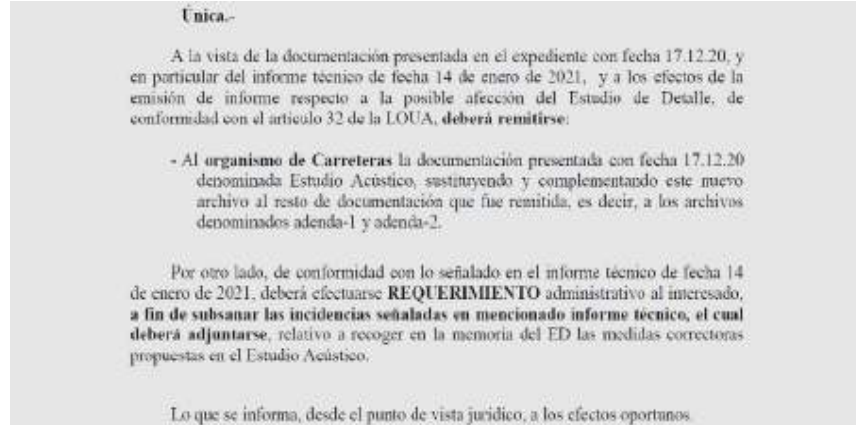 Única.-
A la vista de la documentación presentada en el expediente con fecha 17.12.20, y
en particular del informe técnico de fecha 14 de enero de 2021, y a los efectos de la
emisión de informe respecto a la posible afección del Estudio de Detalle, de
conformidad con el artículo 32 de la LOUA, deberá remitirse:
- Al organismo de Carreteras la documentación presentada con fecha 17.12.20
denominada Estudio Acústico, sustituyendo y complementando este nuevo
archivo al resto de documentación que fue remitida, es decir, a los archivos
denominados adenda-1 y adenda-2.
Por otro lado, de conformidad con lo señalado en el informe técnico de fecha 14
de enero de 2021, deberá efectuarse REQUERIMIENTO administrativo al interesado,
a fin de subsanar las incidencias señaladas en mencionado informe técnico, el cual
deberá adjuntarse, relativo a recoger en la memoria del ED las medidas correctoras
propuestas en el Estudio Acústico.
Lo que se informa, desde el punto de vista jurídico, a los efectos oportunos.